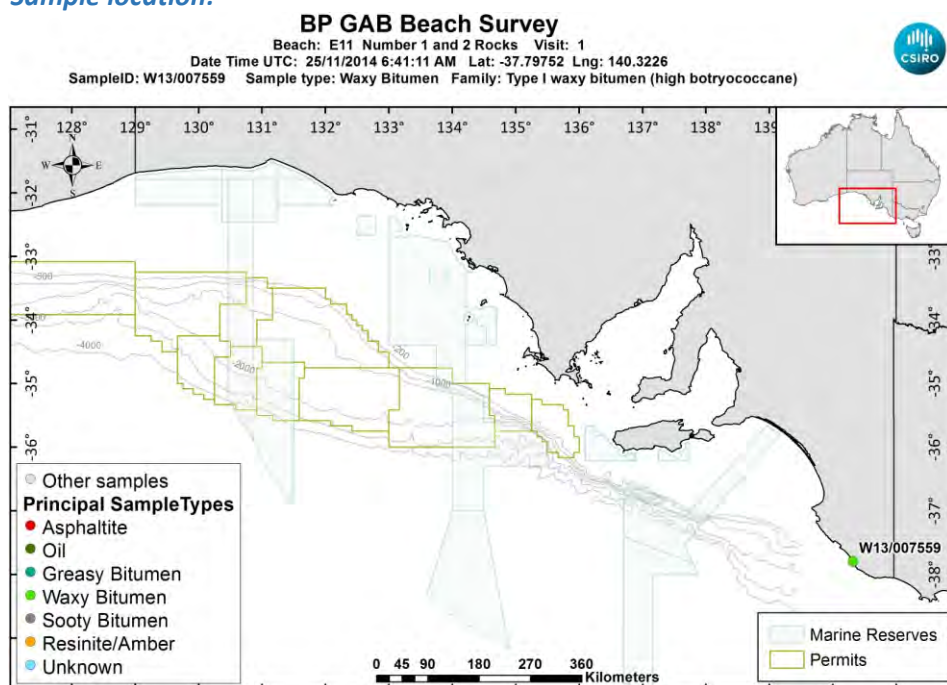 Sample location:
BP GAB Beach Survey
Beach: E11 Number 1 and 2 Rocks Visit: 1
Date Time UTC: 25/11/2014 6:41:11 AM Lat: -37.79752 Lng: 140.3226
SampleID: W13/007559 Sample type: Waxy Bitumen Family: Type I waxy bitumen (high botryococcane)
CSIRO
128° 129° 130° 131° 132° 133° 134° 135° 136° 137° 138° 139
-31°
-32°
-33°
-34°
-35°
-36°
-37°
-38°
N
W E
S
-2000
-200
-1000
-4000
-33°
-34°
-35°
-36°
-37°
-38°
W13/007559
Other samples
Principal SampleTypes
Asphaltite
Oil
Greasy Bitumen
Waxy Bitumen
Sooty Bitumen
Resinite/Amber
Unknown
0 45 90 180 270 360
Kilometers
Marine Reserves
Permits